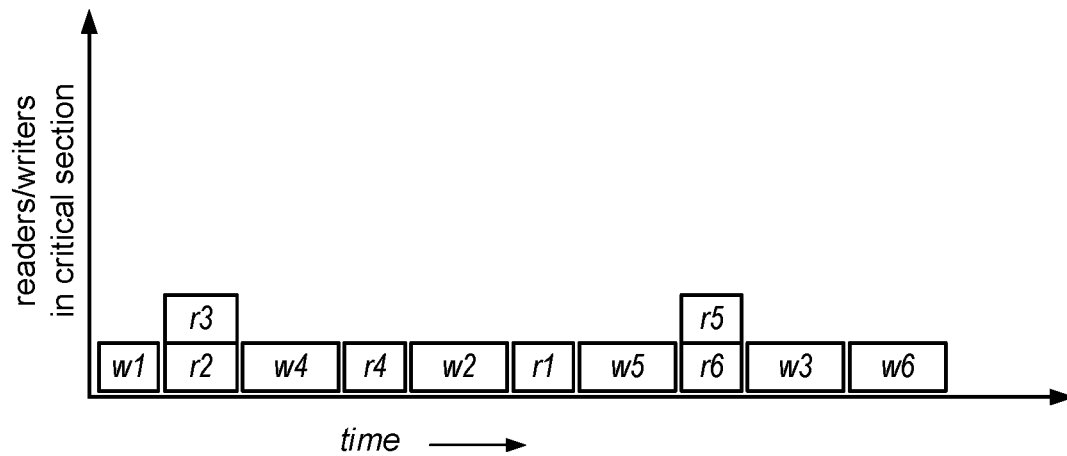 readers/writers
in critical section
r3 r5
w1 r2 w4 r4 w2 r1 w5 r6 w3 w6
time